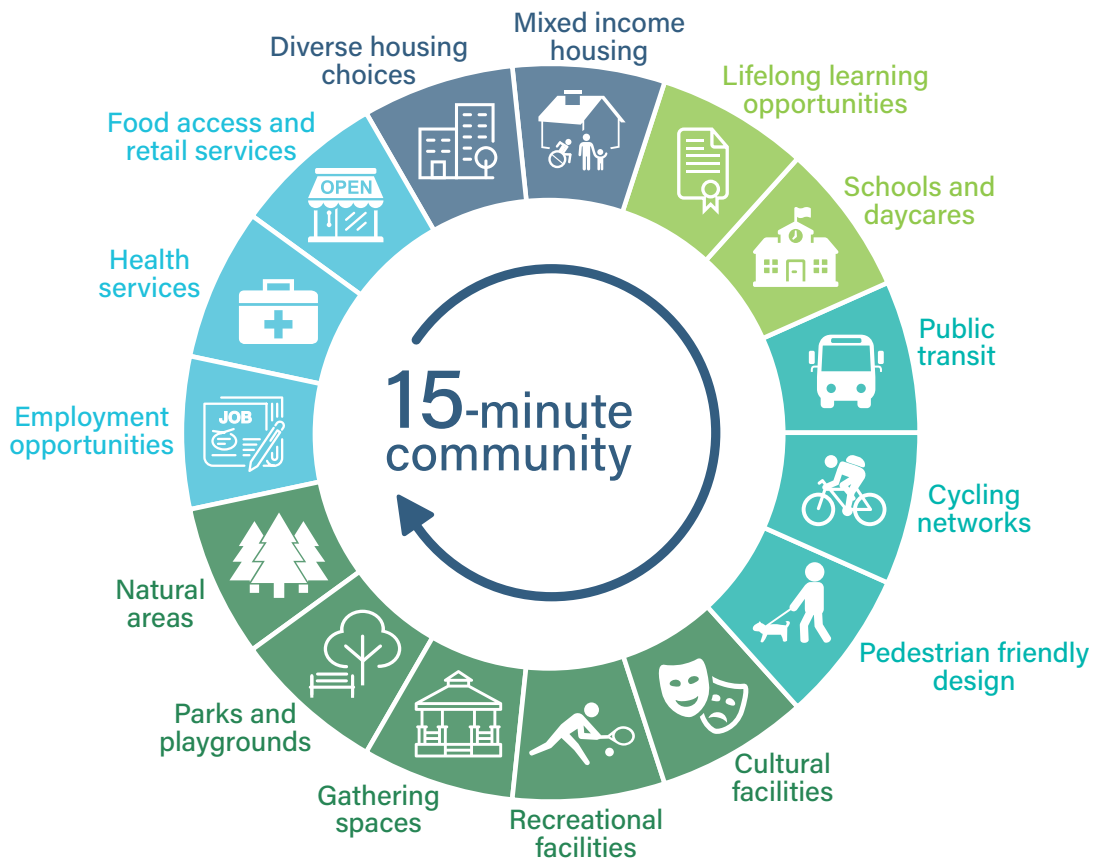 Mixed income
housing
Lifelong learning
opportunities
Schools and
daycares
Public
transit
Cycling
networks
Pedestrian friendly
design
Cultural
facilities
Recreational
facilities
Gathering
spaces
Parks and
playgrounds
Natural
areas
Employment
opportunities
JOB
Health
services
Food access and
retail services
OPEN
Diverse housing
choices
15-minute
community